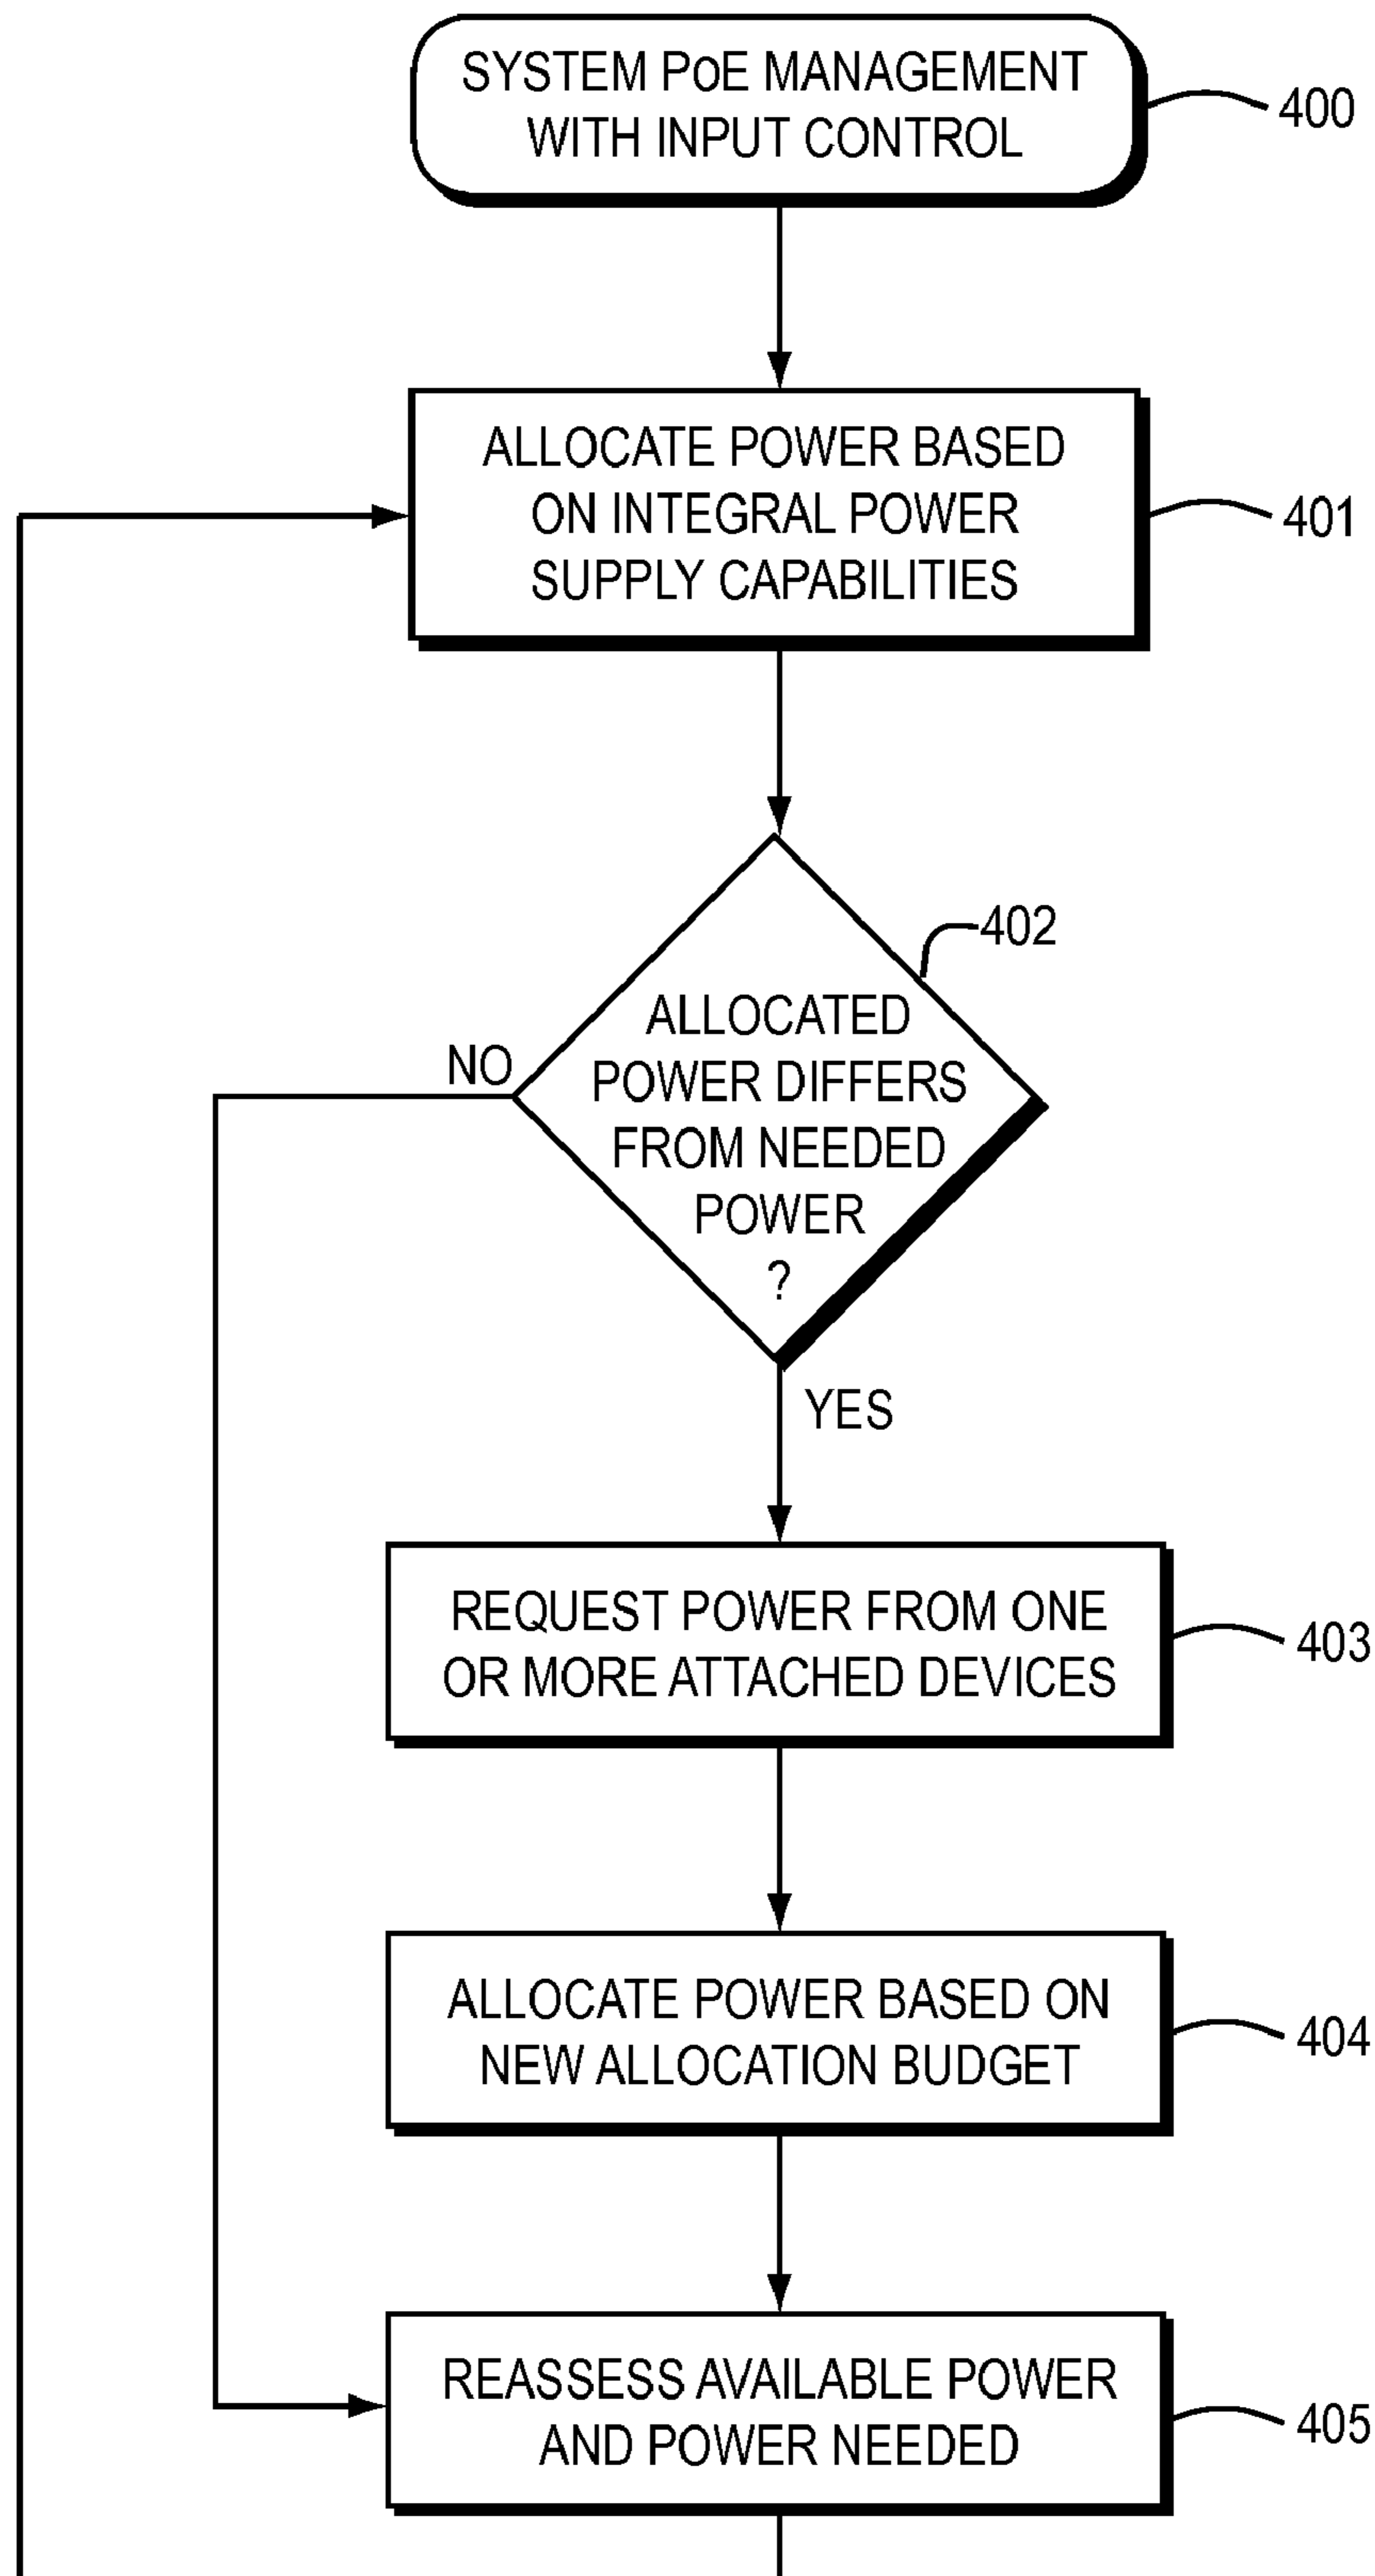 SYSTEM PoE MANAGEMENT
WITH INPUT CONTROL
400
ALLOCATE POWER BASED
ON INTEGRAL POWER
SUPPLY CAPABILITIES
401
402
ALLOCATED
POWER DIFFERS
FROM NEEDED
POWER
?
NO
YES
REQUEST POWER FROM ONE
OR MORE ATTACHED DEVICES
403
ALLOCATE POWER BASED ON
NEW ALLOCATION BUDGET
404
REASSESS AVAILABLE POWER
AND POWER NEEDED
405